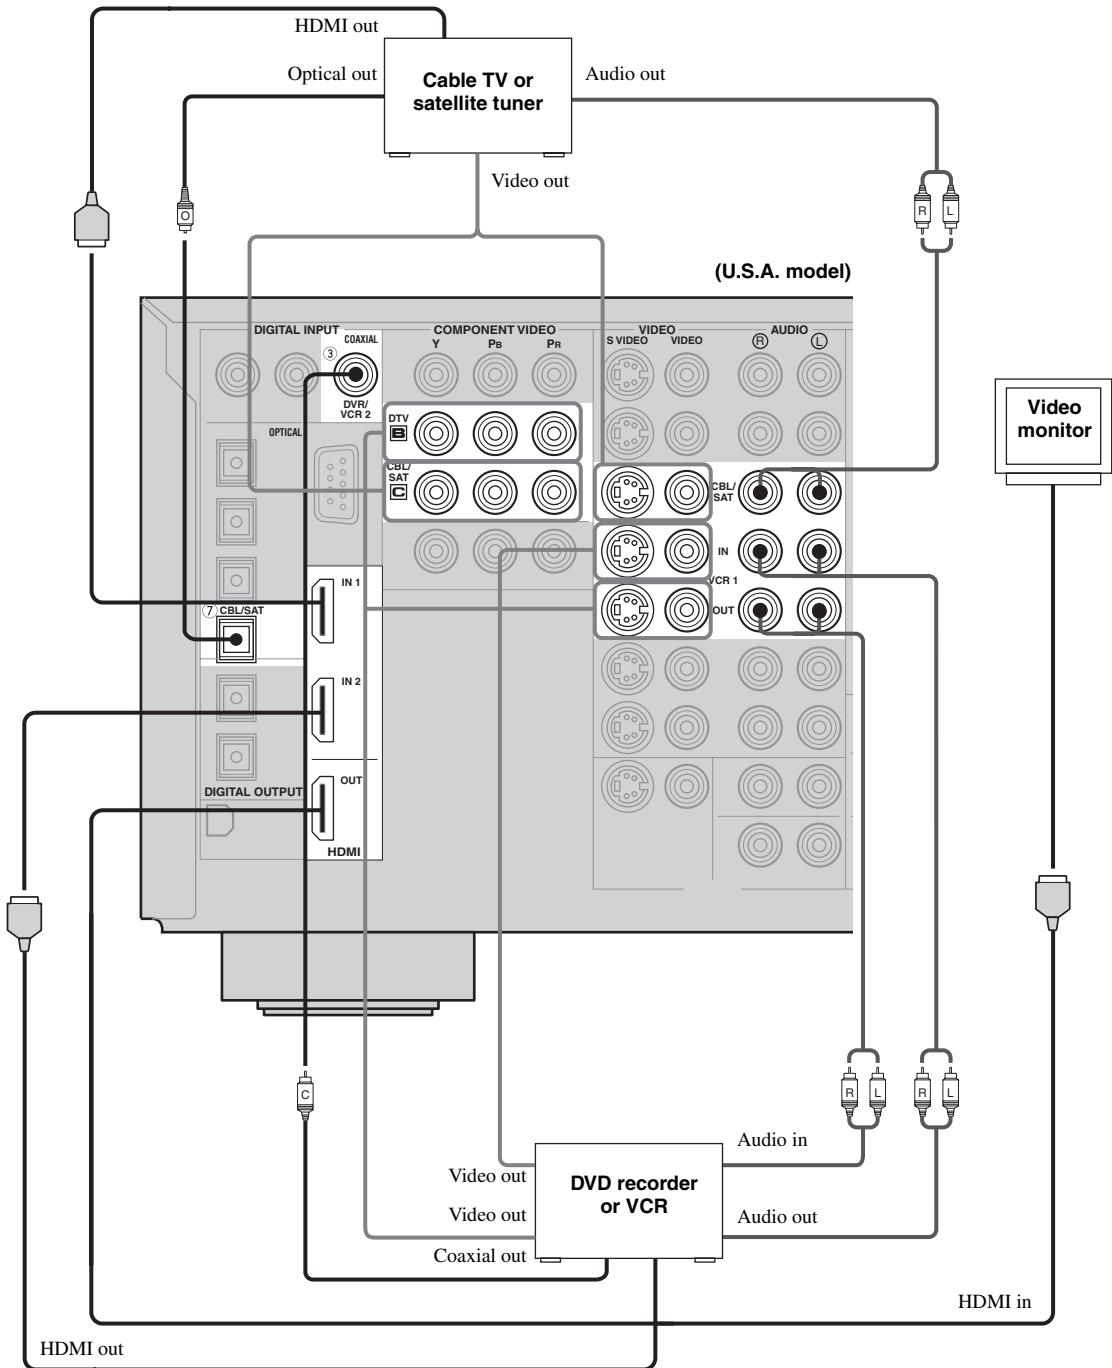 HDMI out
Optical out
Cable TV or
satellite tuner
Audio out
Video out
O
R L
(U.S.A. model)
DIGITAL INPUT
COAXIAL
③
DVR/
VCR 2
OPTICAL
COMPONENT VIDEO
Y PB PR
DTV
B
CBL/
SAT
C
VIDEO
S VIDEO VIDEO
AUDIO
R L
CBL/
SAT
IN
VCR 1
OUT
⑦ CBL/SAT
IN 1
IN 2
OUT
HDMI
DIGITAL OUTPUT
Video
monitor
C
R L R L
Audio in
Video out
DVD recorder
or VCR
Video out
Audio out
Coaxial out
HDMI in
HDMI out